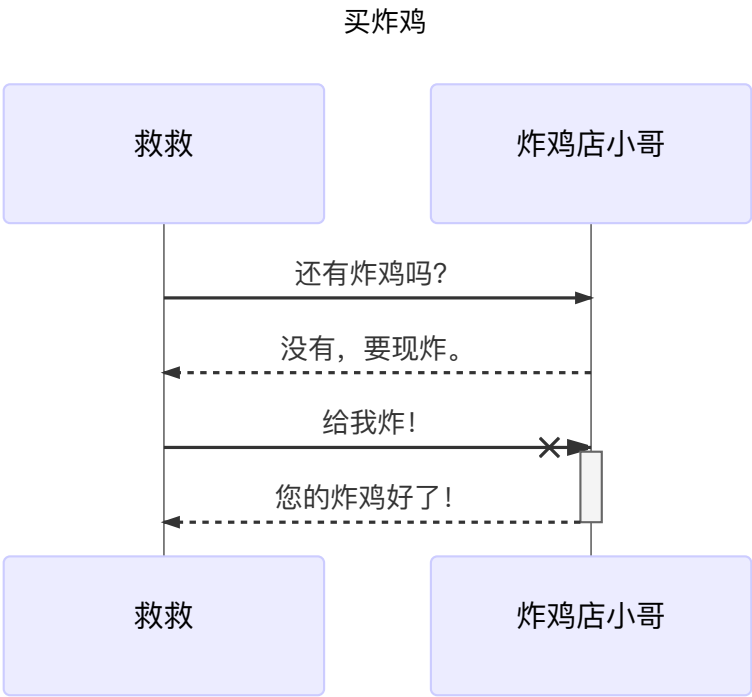 买炸鸡
救救
炸鸡店小哥
还有炸鸡吗？
没有，要现炸。
给我炸！
您的炸鸡好了！
救救
炸鸡店小哥